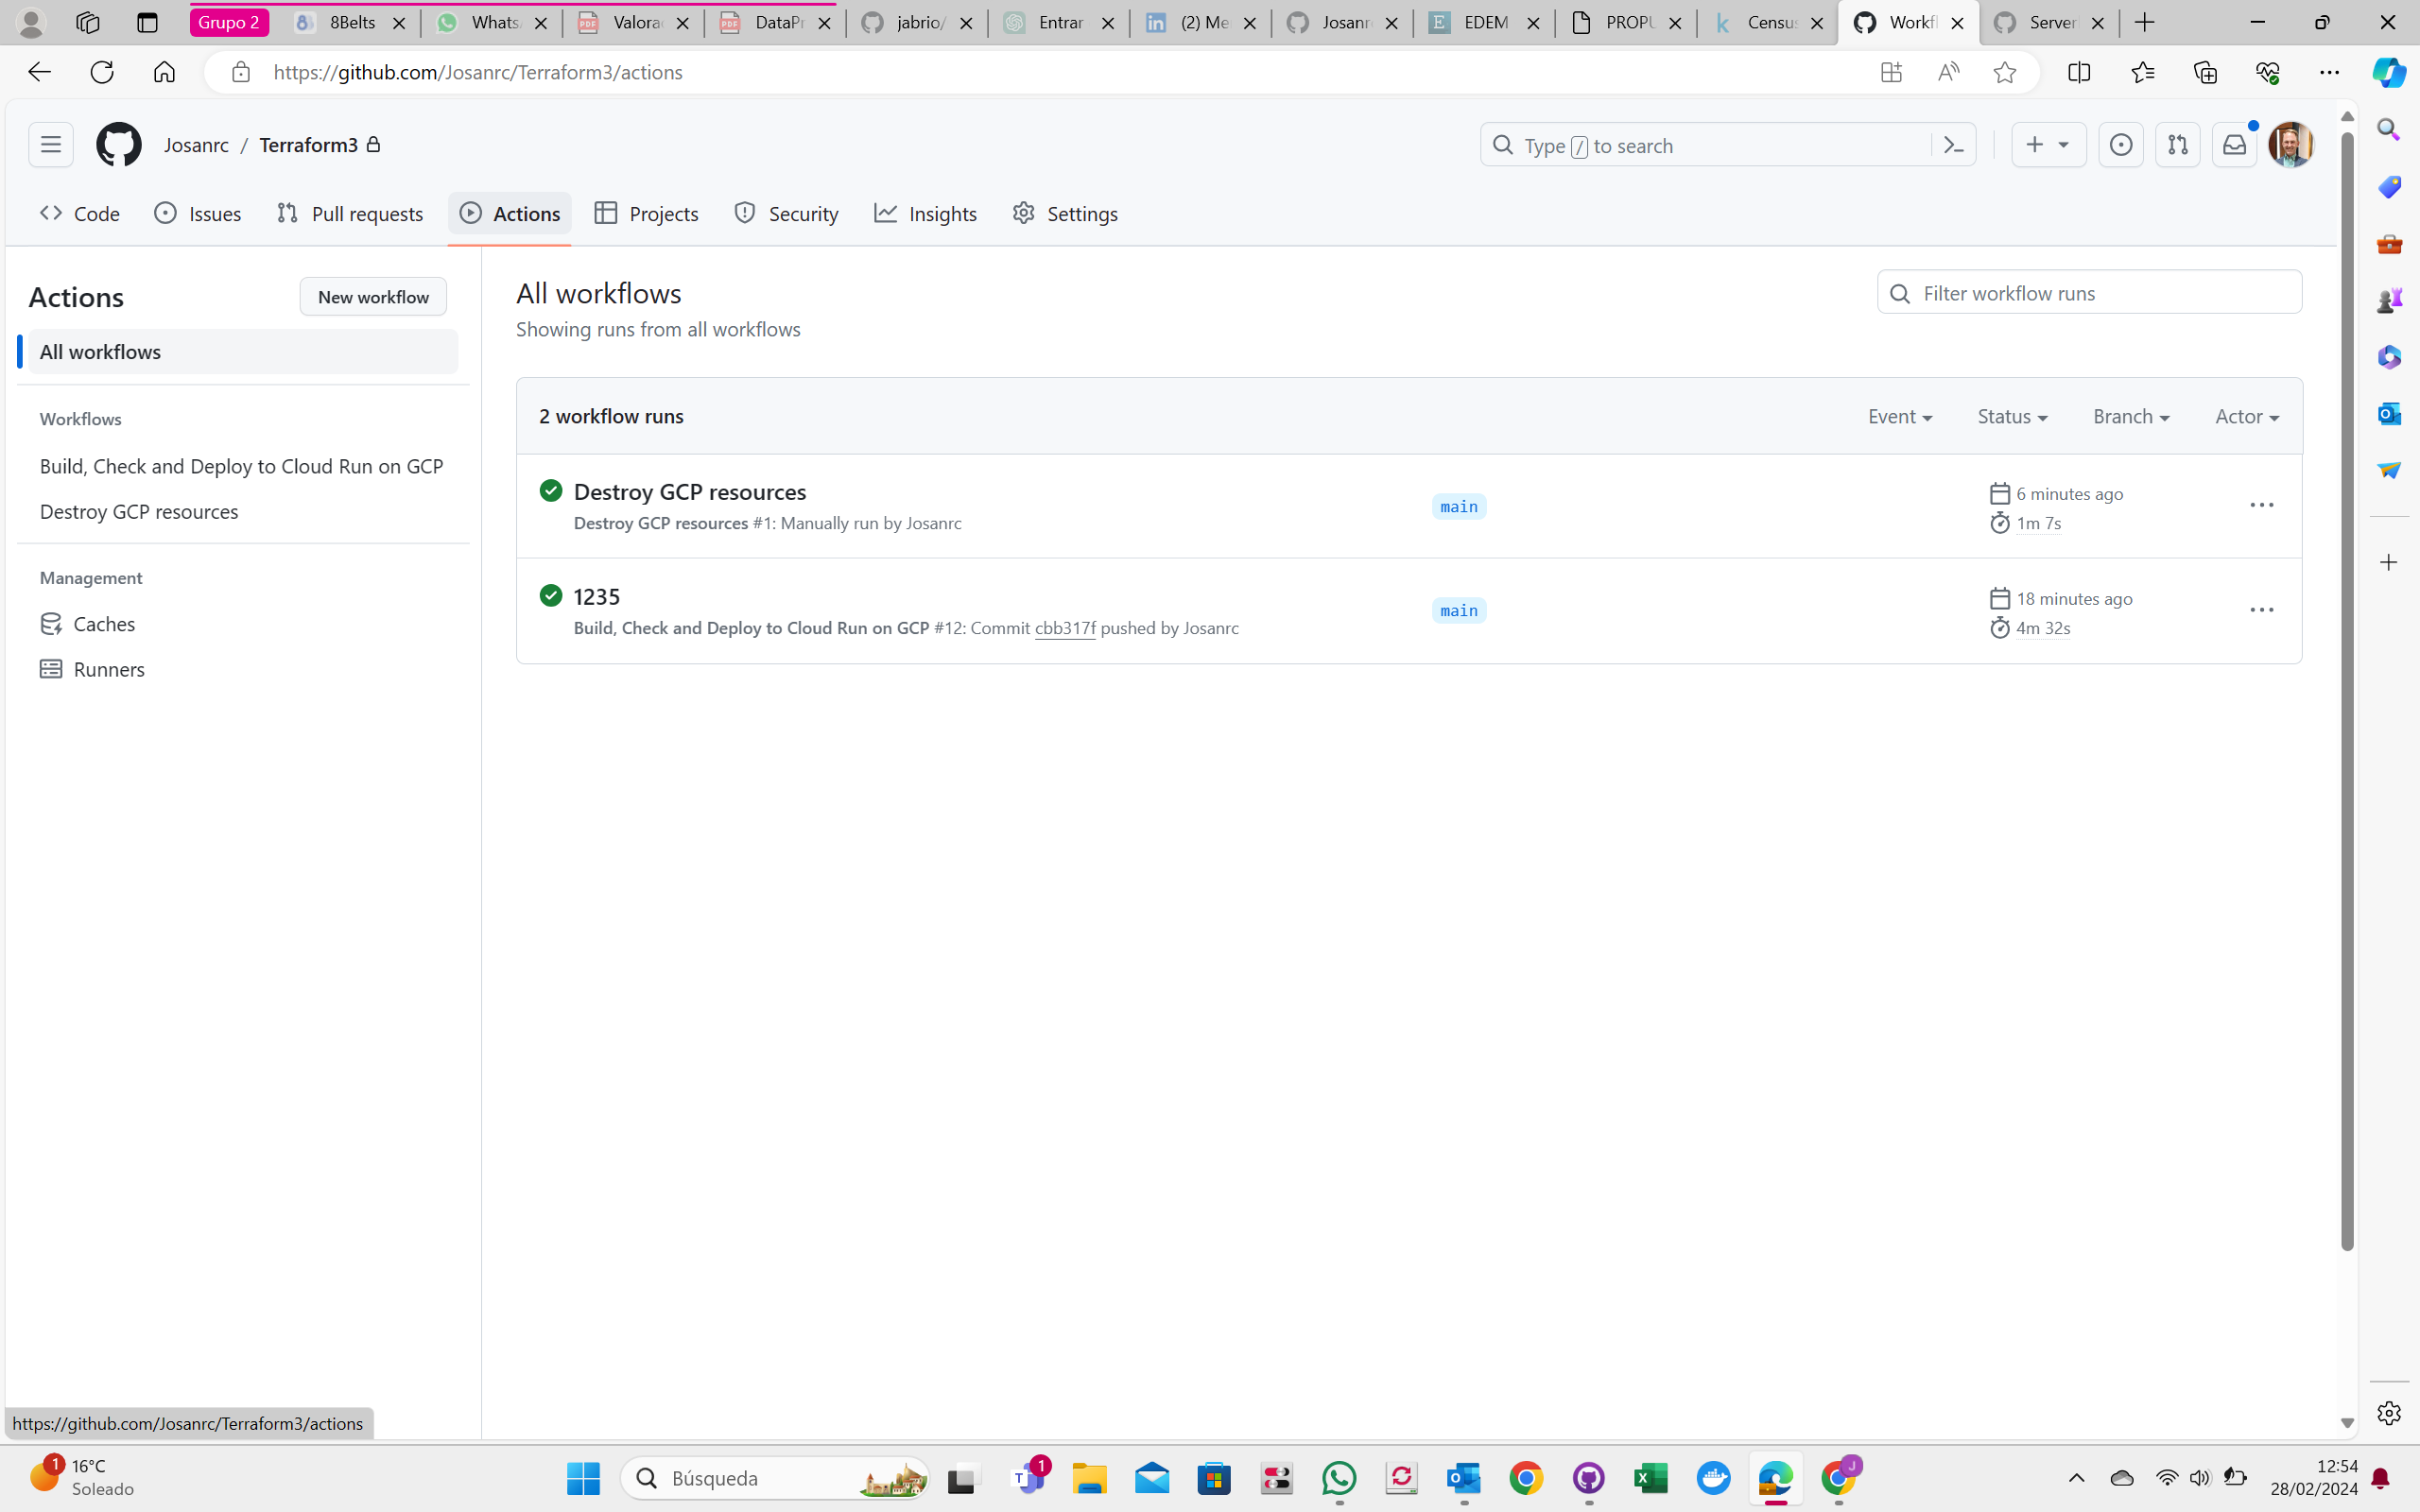 Grupo 2
8Belts
Whats
Valora
DataPr
jabrio/
Entrar
(2) Me
Josanr
EDEM
PROPU
Census
Workfl
Server
https://github.com/Josanrc/Terraform3/actions
Josanrc / Terraform3
Type / to search
Code
Issues
Pull requests
Actions
Projects
Security
Insights
Settings
Actions
New workflow
All workflows
Workflows
Build, Check and Deploy to Cloud Run on GCP
Destroy GCP resources
Management
Caches
Runners
All workflows
Showing runs from all workflows
Filter workflow runs
2 workflow runs
Event
Status
Branch
Actor
Destroy GCP resources
Destroy GCP resources #1: Manually run by Josanrc
main
6 minutes ago
1m 7s
1235
Build, Check and Deploy to Cloud Run on GCP #12: Commit cbb317f pushed by Josanrc
main
18 minutes ago
4m 32s
https://github.com/Josanrc/Terraform3/actions
1
16°C
Soleado
Búsqueda
1
J
12:54
28/02/2024